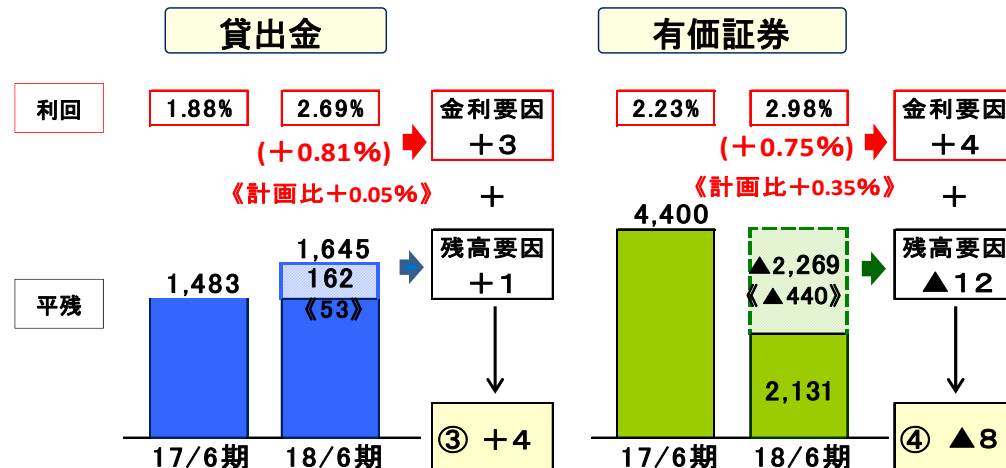 貸出金
有価証券
利回
1.88%
2.69%
(+0.81%)
《計画比+0.05%》
金利要因
+3
+
2.23%
2.98%
(+0.75%)
《計画比+0.35%》
金利要因
+4
+
平残
1,483
1,645
162
《53》
残高要因
+1
4,400
▲2,269
《▲440》
2,131
残高要因
▲12
17/6期
18/6期
③ +4
17/6期
18/6期
④ ▲8